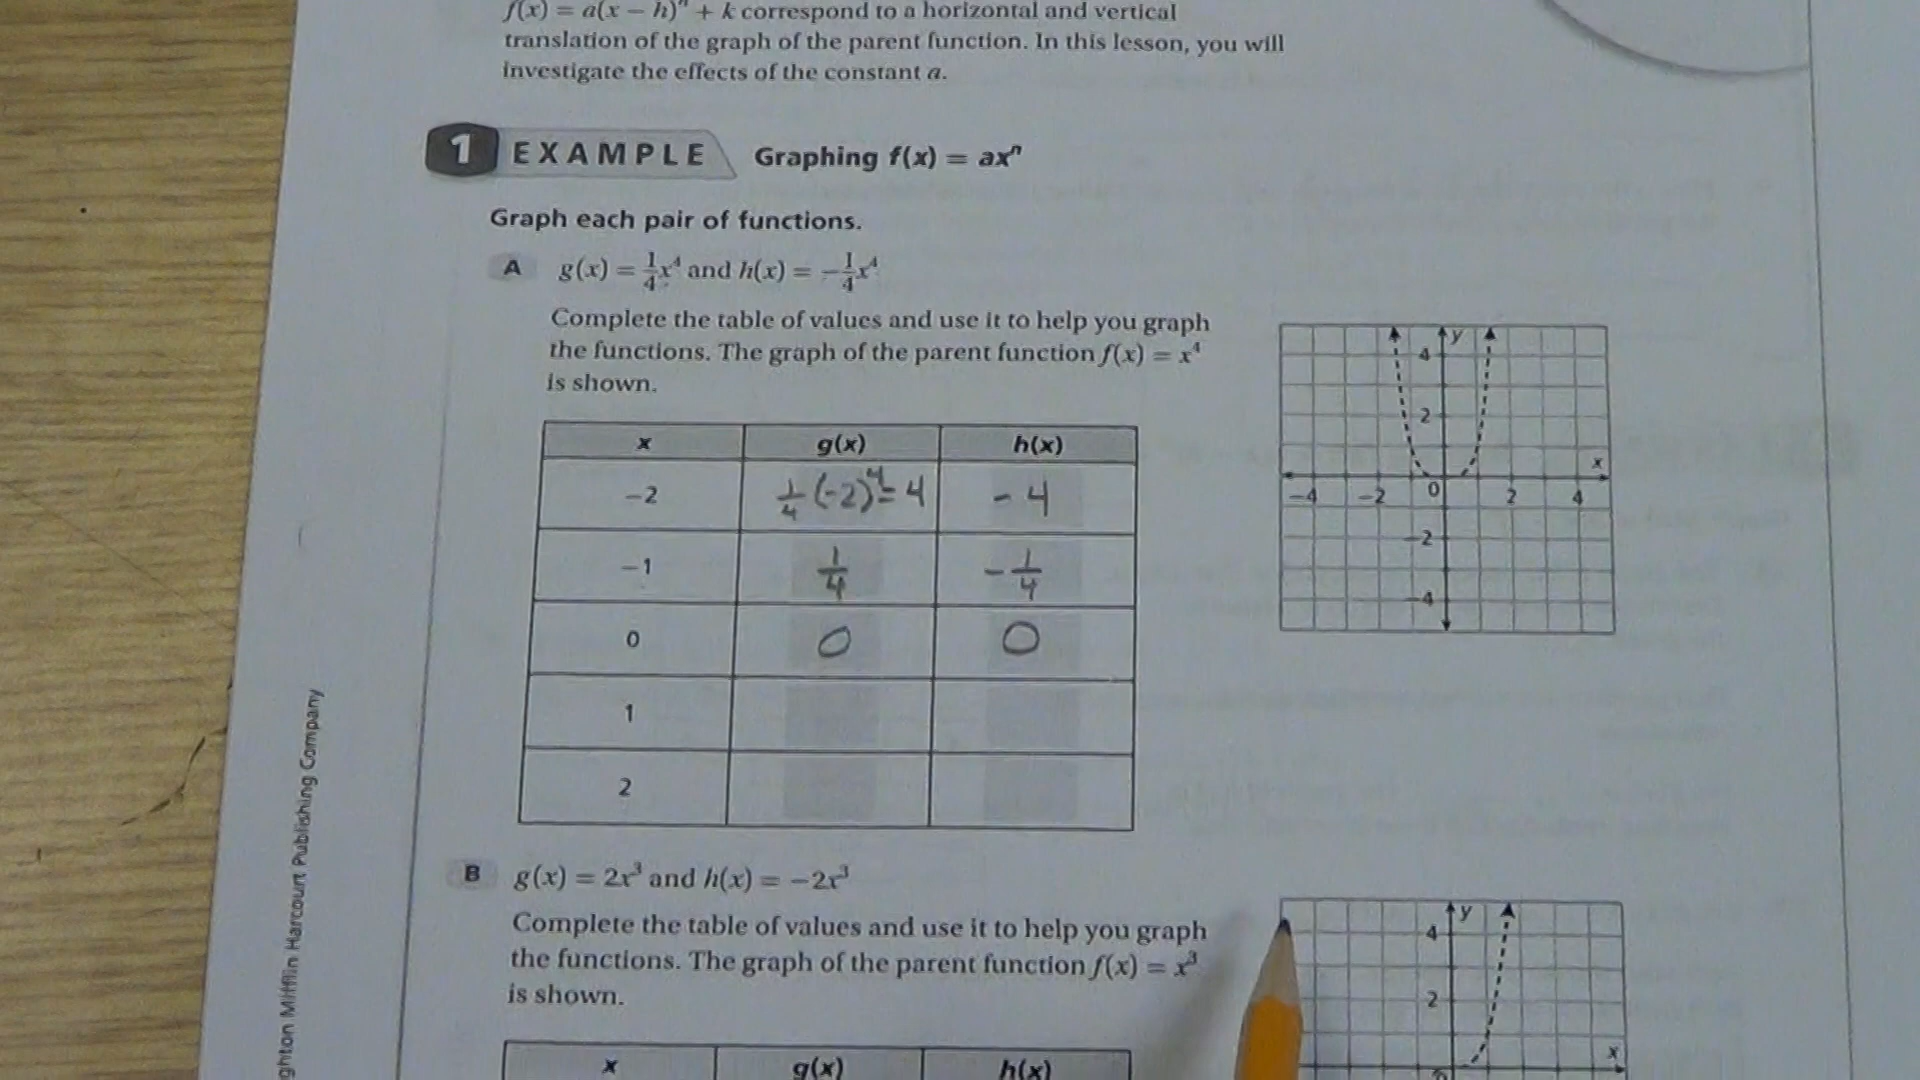 f(x) = a(x − h)ⁿ + k correspond to a horizontal and vertical
translation of the graph of the parent function. In this lesson, you will
investigate the effects of the constant a.
1 EXAMPLE Graphing f(x) = axⁿ
Graph each pair of functions.
A g(x) = 1/4 x⁴ and h(x) = −1/4 x⁴
Complete the table of values and use it to help you graph
the functions. The graph of the parent function f(x) = x⁴
is shown.
x g(x) h(x)
−2 1/4 (-2)⁴ = 4 - 4
−1 1/4 - 1/4
0 0 0
1
2
y
4
2
x
−4 −2 0 2 4
−2
−4
B g(x) = 2x³ and h(x) = −2x³
Complete the table of values and use it to help you graph
the functions. The graph of the parent function f(x) = x³
is shown.
x g(x) h(x)
y
4
2
x
0
ghton Mifflin Harcourt Publishing Company